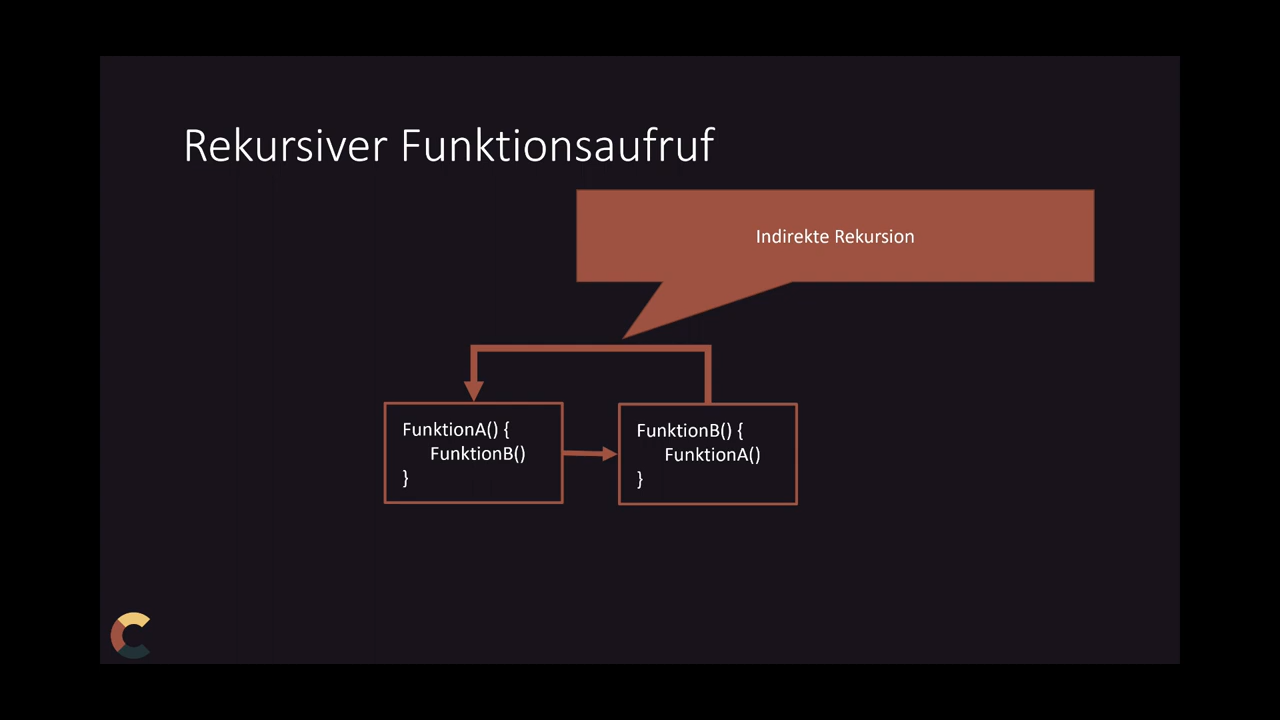 Rekursiver Funktionsaufruf
Indirekte Rekursion
FunktionA() {
FunktionB()
}
FunktionB() {
FunktionA()
}